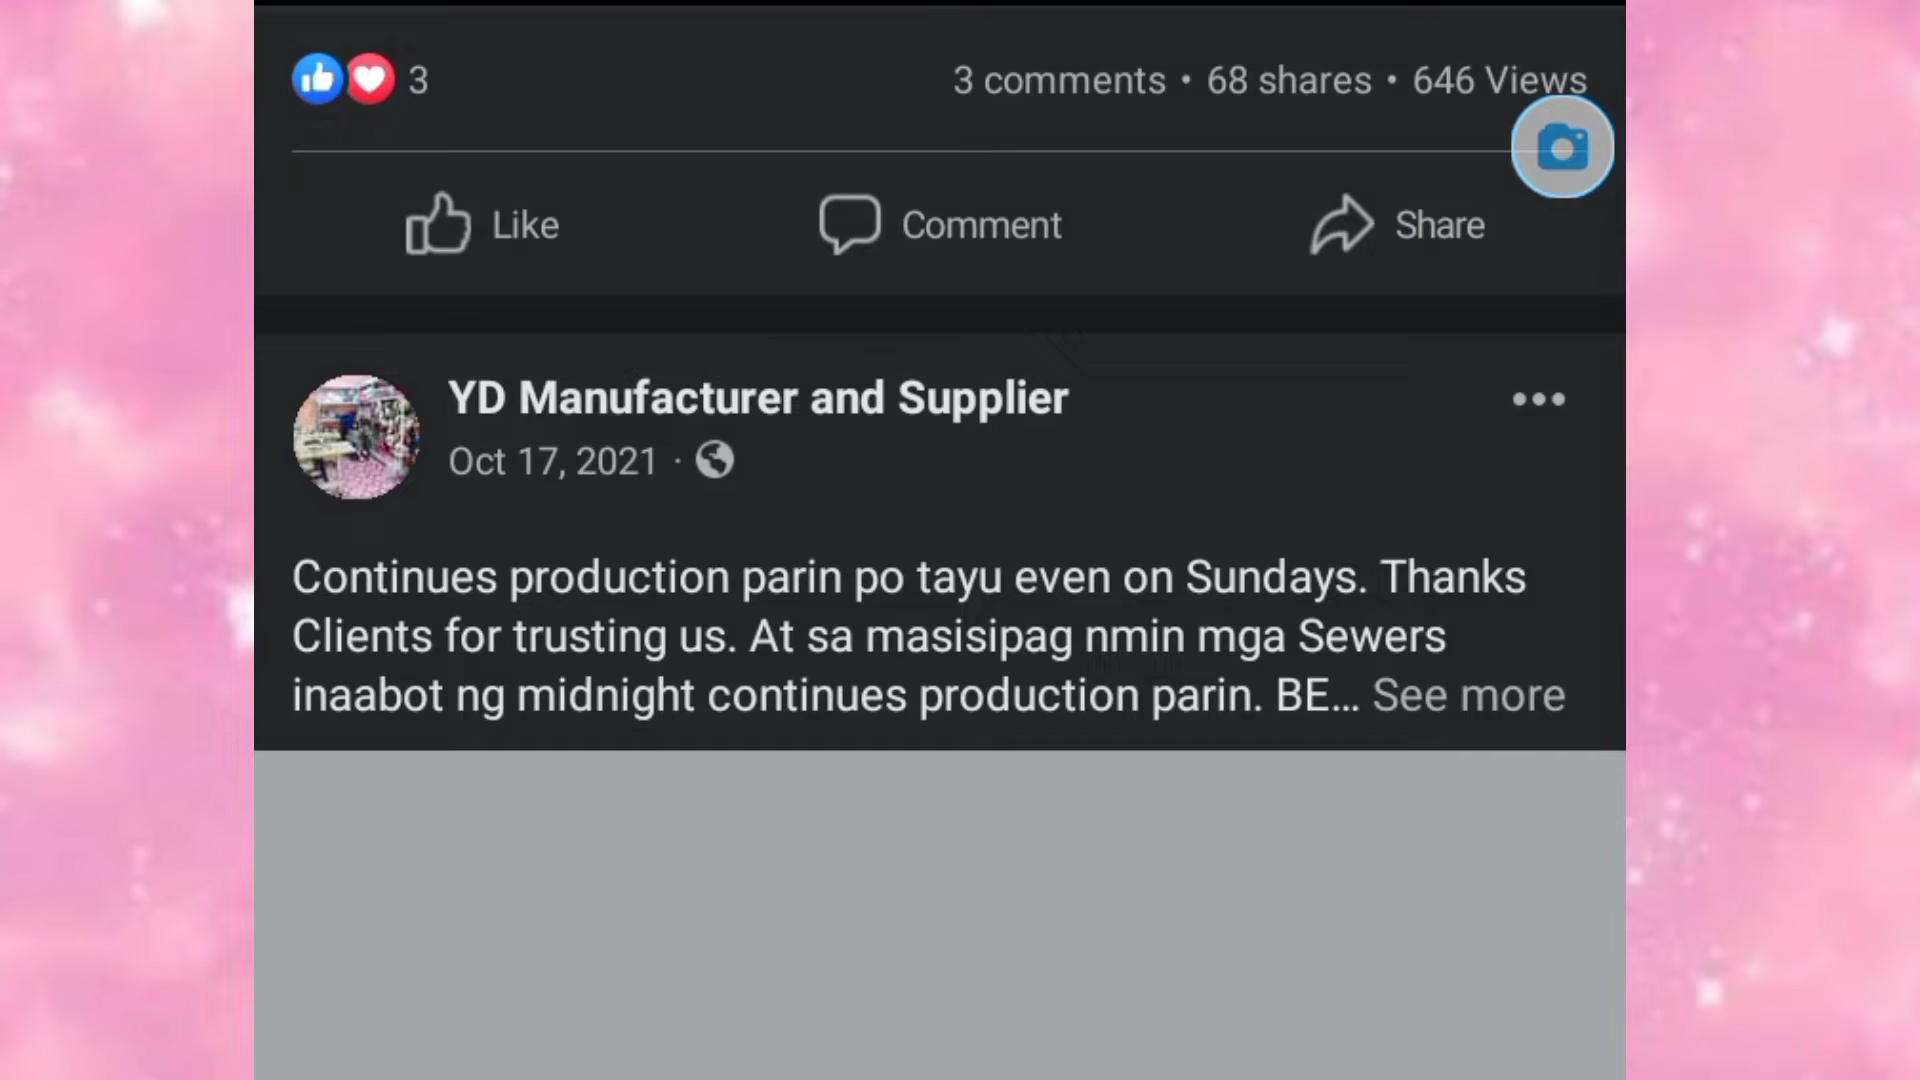 3
3 comments • 68 shares • 646 Views
Like
Comment
Share
YD Manufacturer and Supplier
Oct 17, 2021 ·
Continues production parin po tayu even on Sundays. Thanks
Clients for trusting us. At sa masisipag nmin mga Sewers
inaabot ng midnight continues production parin. BE... See more